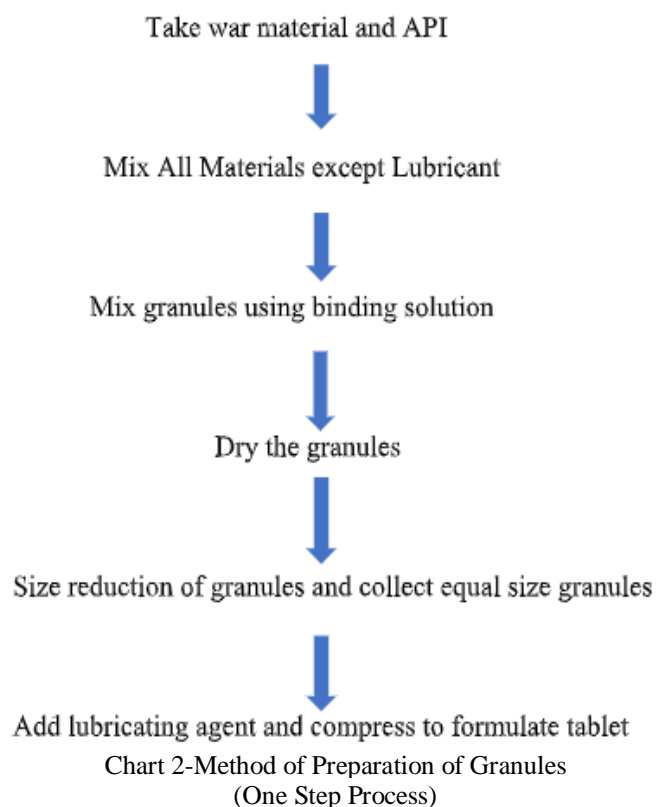 Take war material and API
Mix All Materials except Lubricant
Mix granules using binding solution
Dry the granules
Size reduction of granules and collect equal size granules
Add lubricating agent and compress to formulate tablet
Chart 2-Method of Preparation of Granules
(One Step Process)